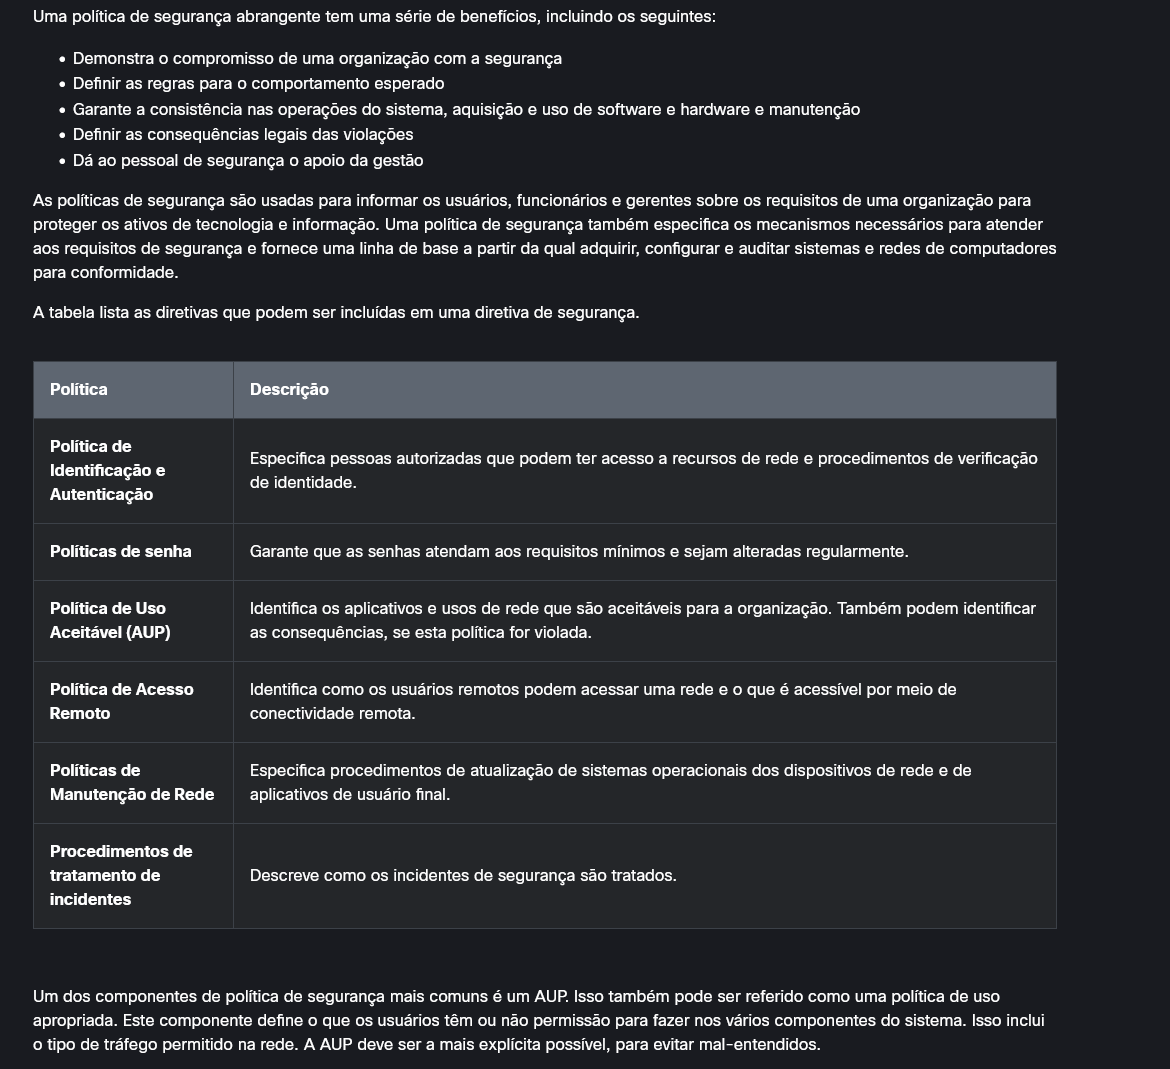 Uma política de segurança abrangente tem uma série de benefícios, incluindo os seguintes:
• Demonstra o compromisso de uma organização com a segurança
• Definir as regras para o comportamento esperado
• Garante a consistência nas operações do sistema, aquisição e uso de software e hardware e manutenção
• Definir as consequências legais das violações
• Dá ao pessoal de segurança o apoio da gestão
As políticas de segurança são usadas para informar os usuários, funcionários e gerentes sobre os requisitos de uma organização para
proteger os ativos de tecnologia e informação. Uma política de segurança também especifica os mecanismos necessários para atender
aos requisitos de segurança e fornece uma linha de base a partir da qual adquirir, configurar e auditar sistemas e redes de computadores
para conformidade.
A tabela lista as diretivas que podem ser incluídas em uma diretiva de segurança.
Política
Descrição
Política de
Identificação e
Autenticação
Especifica pessoas autorizadas que podem ter acesso a recursos de rede e procedimentos de verificação
de identidade.
Políticas de senha
Garante que as senhas atendam aos requisitos mínimos e sejam alteradas regularmente.
Política de Uso
Aceitável (AUP)
Identifica os aplicativos e usos de rede que são aceitáveis para a organização. Também podem identificar
as consequências, se esta política for violada.
Política de Acesso
Remoto
Identifica como os usuários remotos podem acessar uma rede e o que é acessível por meio de
conectividade remota.
Políticas de
Manutenção de Rede
Especifica procedimentos de atualização de sistemas operacionais dos dispositivos de rede e de
aplicativos de usuário final.
Procedimentos de
tratamento de
incidentes
Descreve como os incidentes de segurança são tratados.
Um dos componentes de política de segurança mais comuns é um AUP. Isso também pode ser referido como uma política de uso
apropriada. Este componente define o que os usuários têm ou não permissão para fazer nos vários componentes do sistema. Isso inclui
o tipo de tráfego permitido na rede. A AUP deve ser a mais explícita possível, para evitar mal-entendidos.